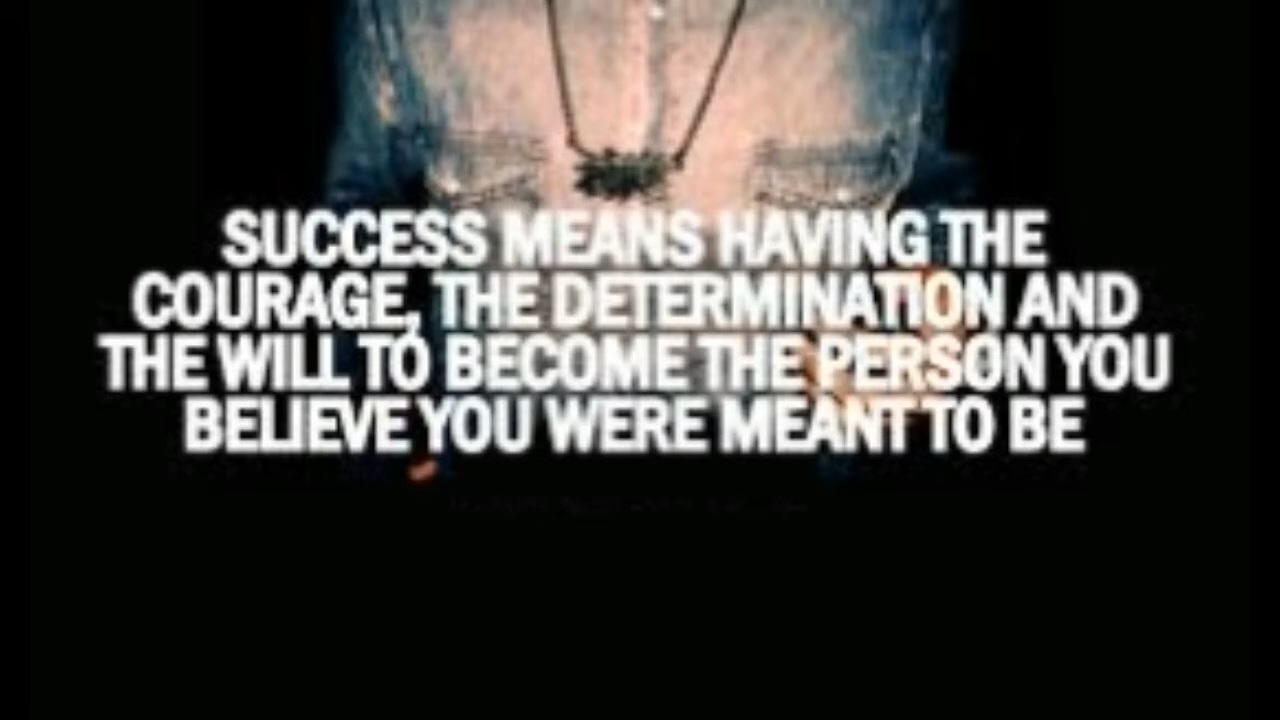 SUCCESS MEANS HAVING THE
COURAGE, THE DETERMINATION AND
THE WILL TO BECOME THE PERSON YOU
BELIEVE YOU WERE MEANT TO BE